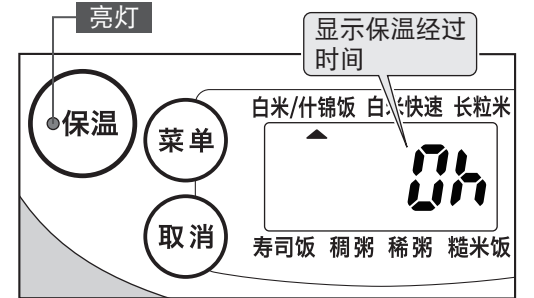 亮灯
显示保温经过
时间
保温
菜单
取消
白米/什锦饭 白米快速 长粒米
0h
寿司饭 稠粥 稀粥 糙米饭